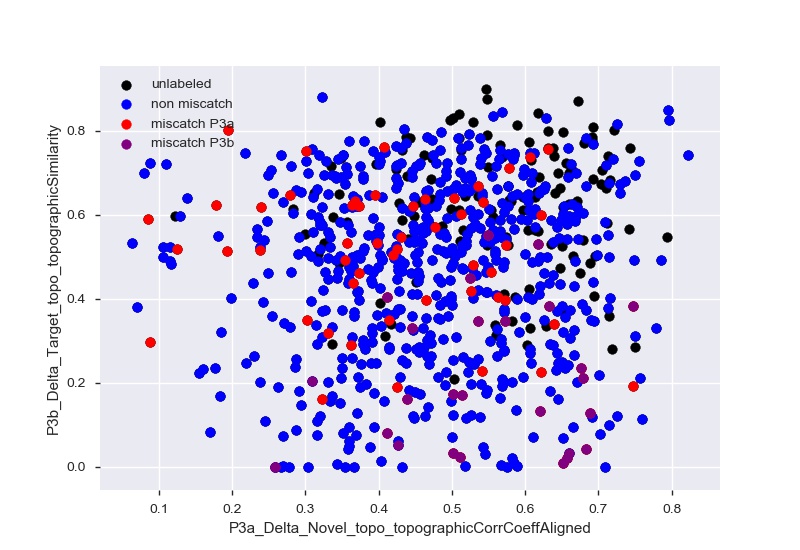 unlabeled
non miscatch
miscatch P3a
miscatch P3b
P3b_Delta_Target_topo_topographicSimilarity
0.8
0.6
0.4
0.2
0.0
0.1 0.2 0.3 0.4 0.5 0.6 0.7 0.8
P3a_Delta_Novel_topo_topographicCorrCoeffAligned